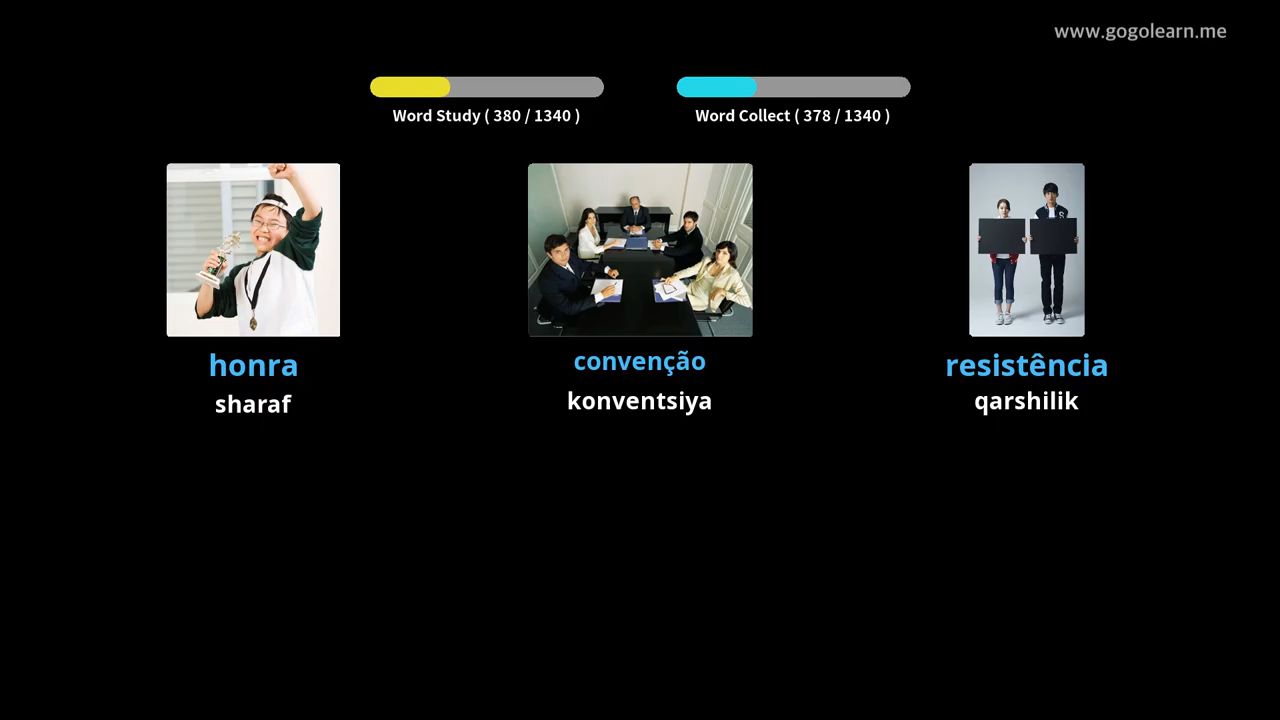 www.gogolearn.me
Word Study ( 380 / 1340 )
Word Collect ( 378 / 1340 )
honra
sharaf
convenção
konventsiya
resistência
qarshilik